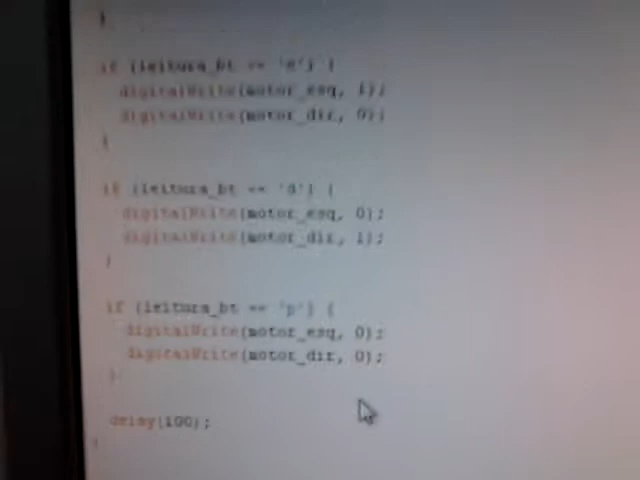 }
if (leitura_bt == 'e') {
digitalWrite(motor_esq, 1);
digitalWrite(motor_dir, 0);
}
if (leitura_bt == 'd') {
digitalWrite(motor_esq, 0);
digitalWrite(motor_dir, 1);
}
if (leitura_bt == 'p') {
digitalWrite(motor_esq, 0);
digitalWrite(motor_dir, 0);
}
delay(100);
}